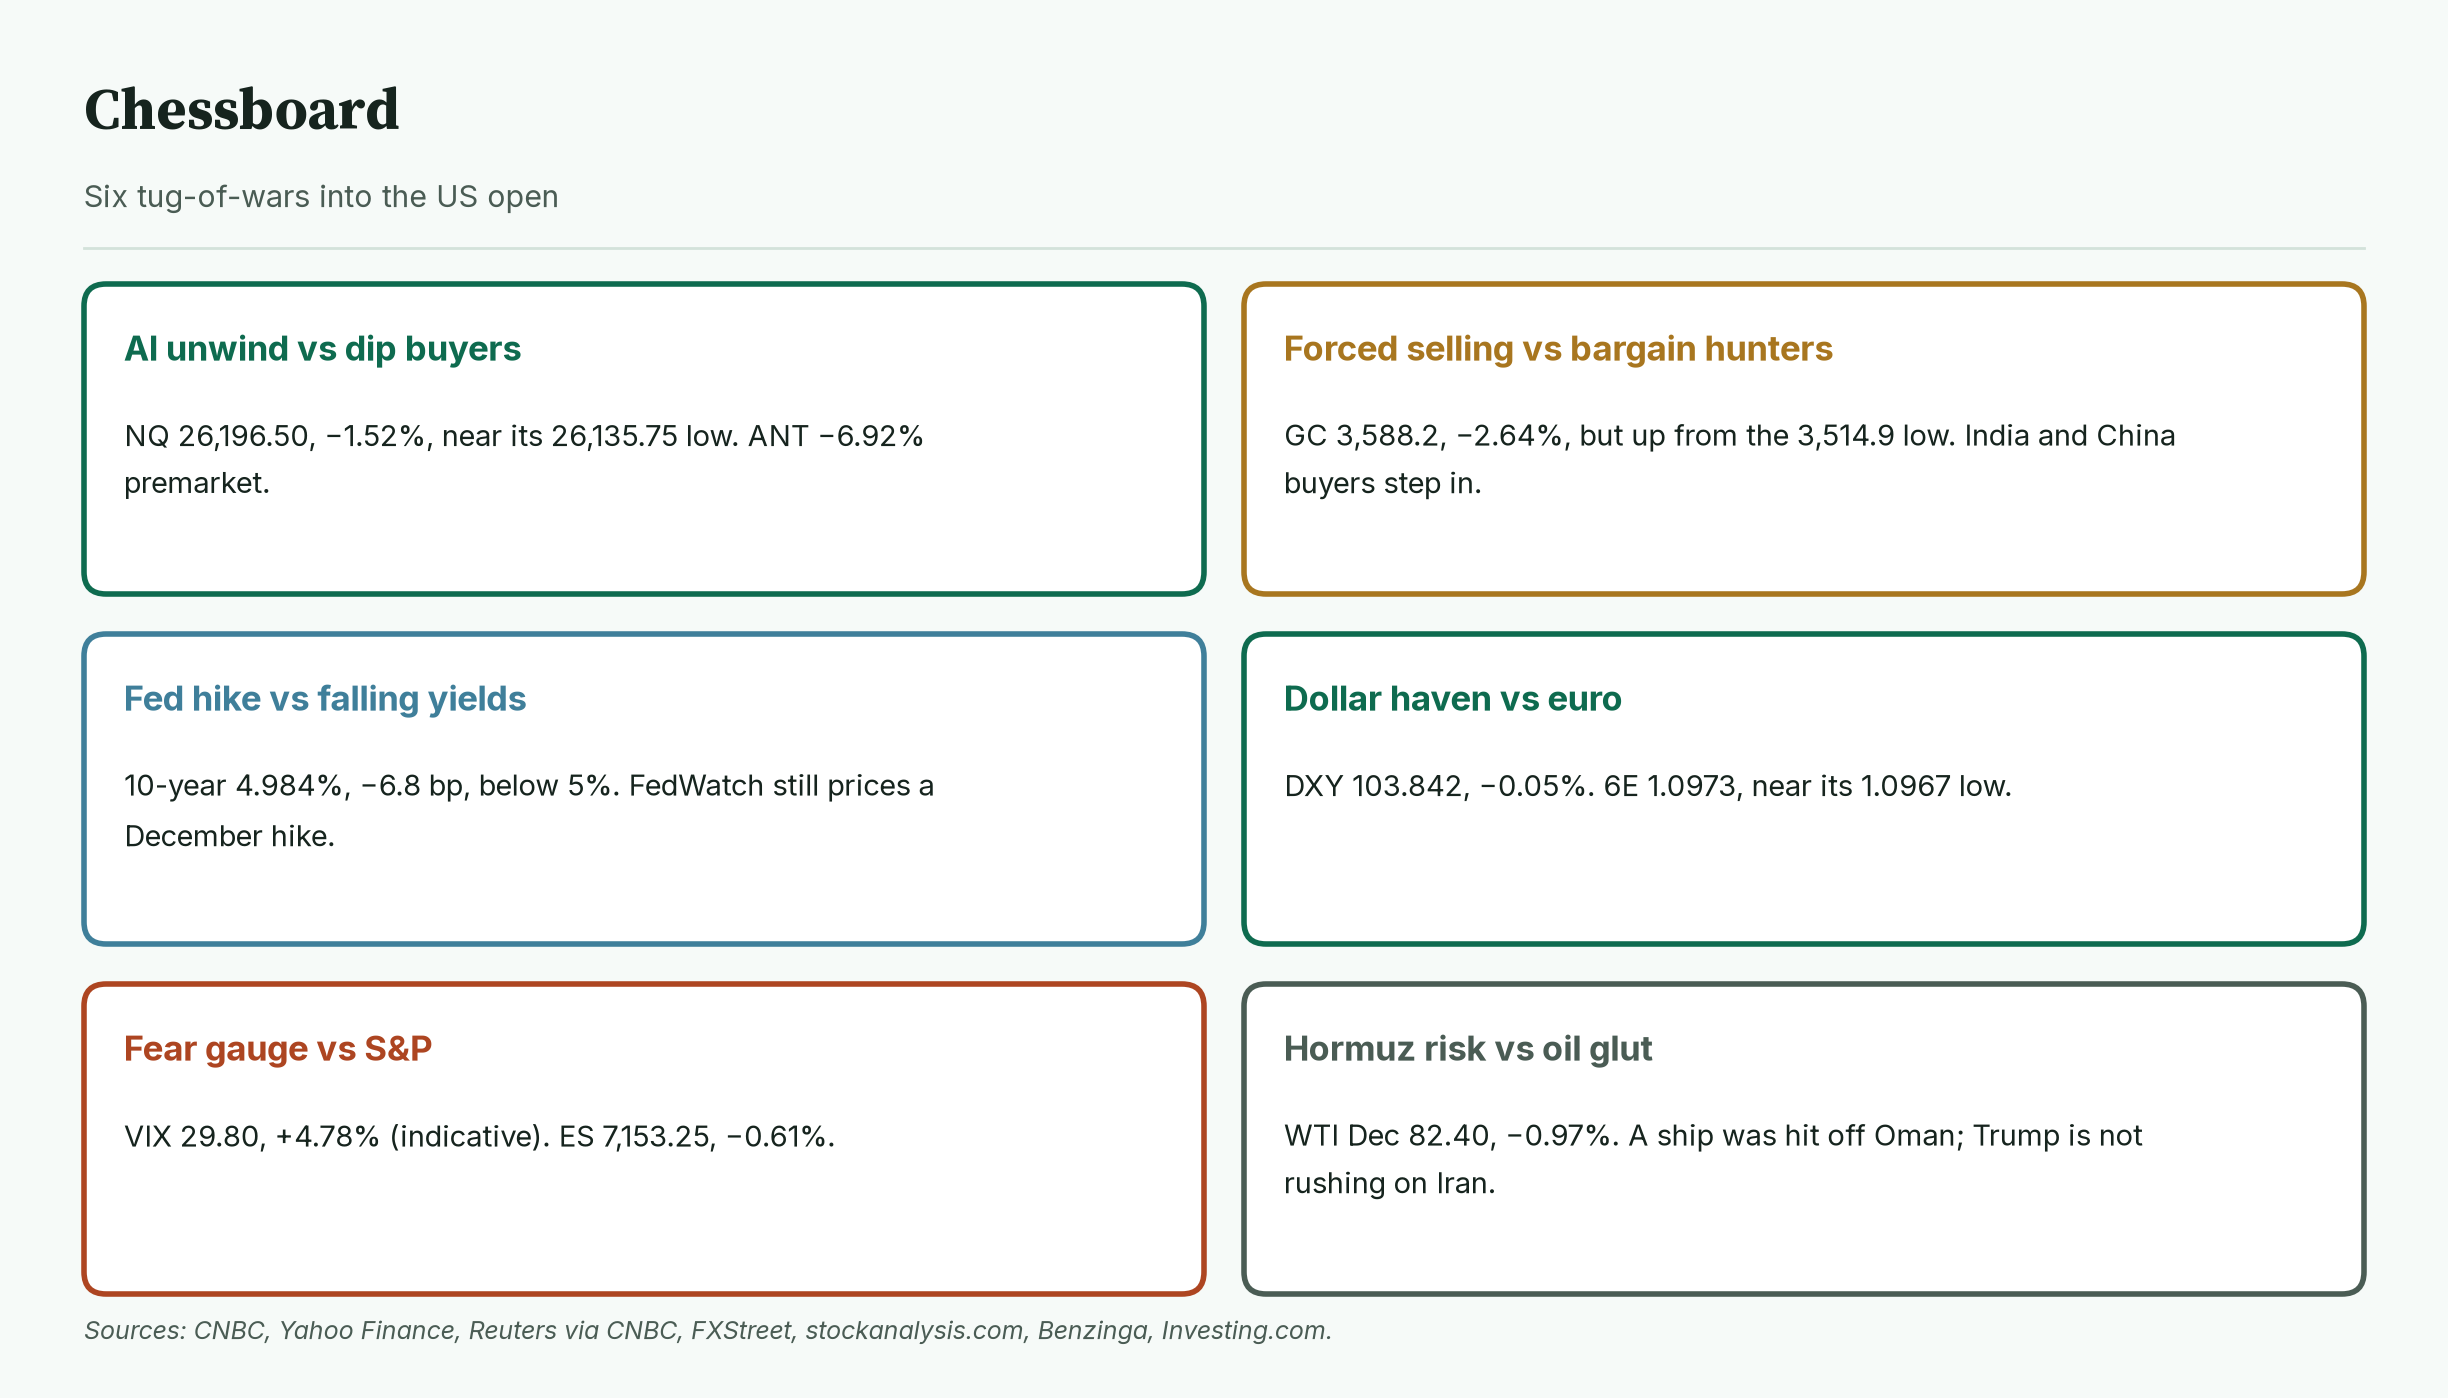 Chessboard
Six tug-of-wars into the US open
AI unwind vs dip buyers
NQ 26,196.50, −1.52%, near its 26,135.75 low. ANT −6.92%
premarket.
Forced selling vs bargain hunters
GC 3,588.2, −2.64%, but up from the 3,514.9 low. India and China
buyers step in.
Fed hike vs falling yields
10-year 4.984%, −6.8 bp, below 5%. FedWatch still prices a
December hike.
Dollar haven vs euro
DXY 103.842, −0.05%. 6E 1.0973, near its 1.0967 low.
Fear gauge vs S&P
VIX 29.80, +4.78% (indicative). ES 7,153.25, −0.61%.
Hormuz risk vs oil glut
WTI Dec 82.40, −0.97%. A ship was hit off Oman; Trump is not
rushing on Iran.
Sources: CNBC, Yahoo Finance, Reuters via CNBC, FXStreet, stockanalysis.com, Benzinga, Investing.com.